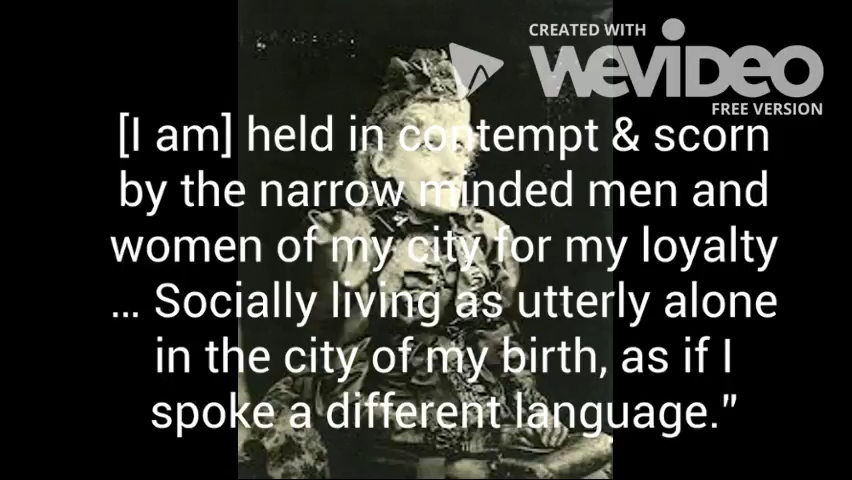 CREATED WITH
WEVIDEO
FREE VERSION
[I am] held in contempt & scorn
by the narrow minded men and
women of my city for my loyalty
... Socially living as utterly alone
in the city of my birth, as if I
spoke a different language.”